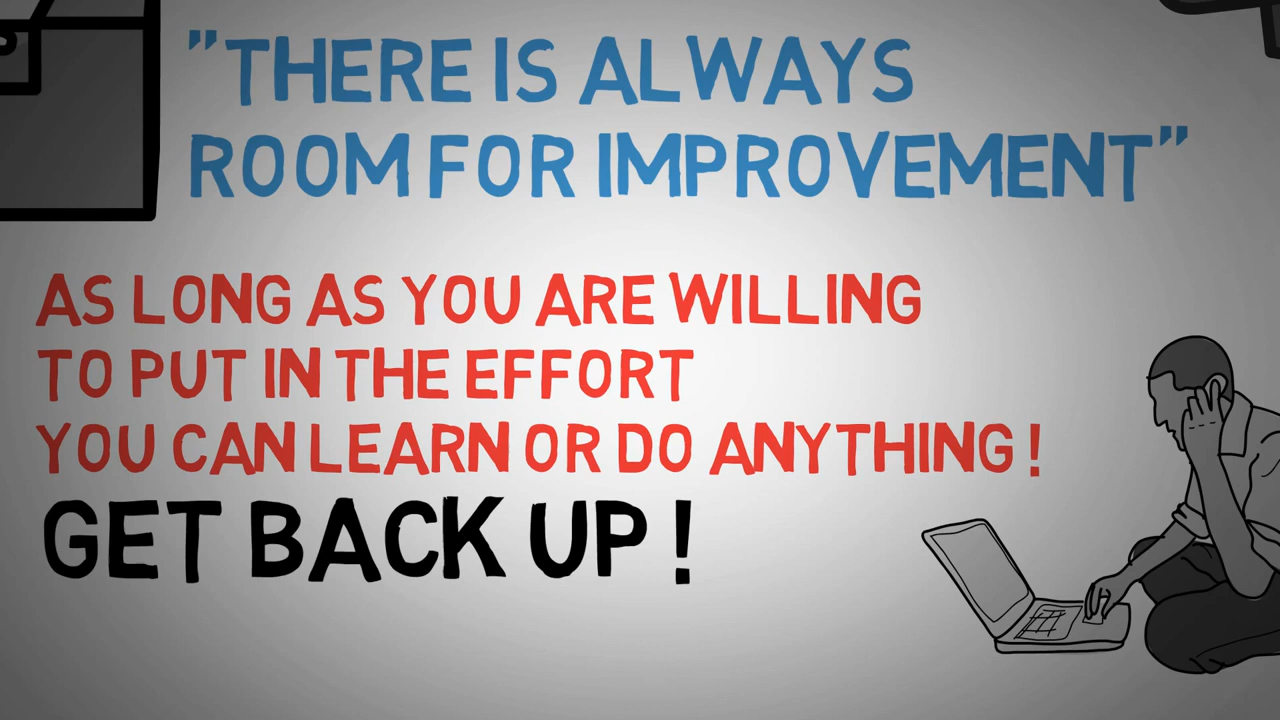 "THERE IS ALWAYS
ROOM FOR IMPROVEMENT"
AS LONG AS YOU ARE WILLING
TO PUT IN THE EFFORT
YOU CAN LEARN OR DO ANYTHING!
GET BACK UP!